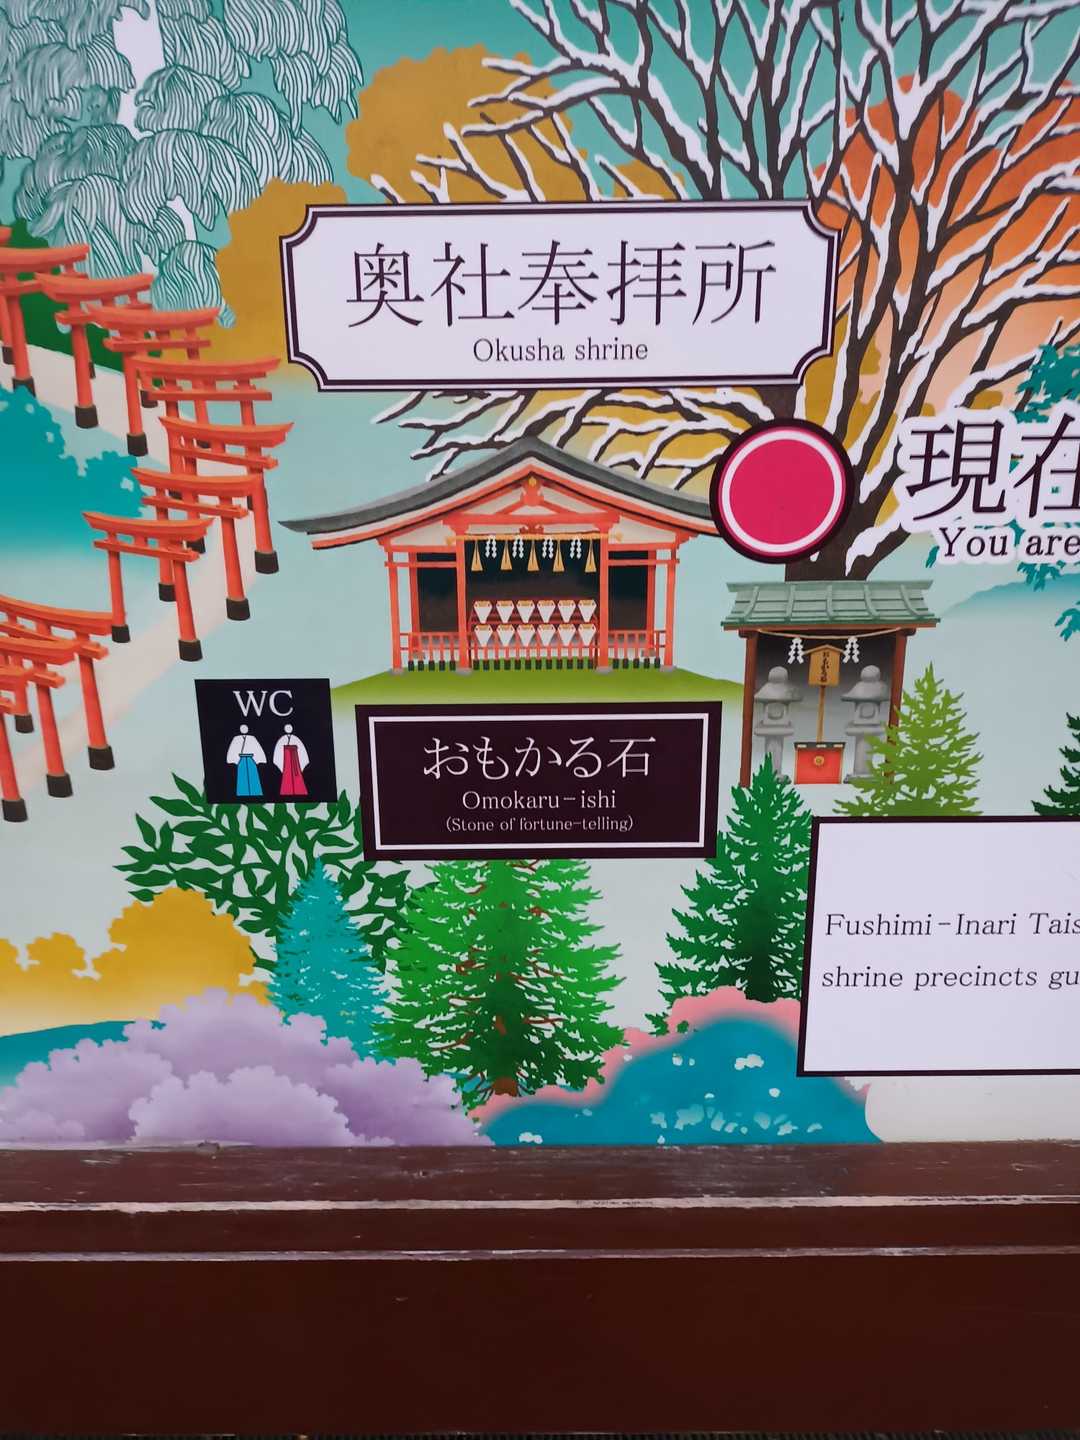 奥社奉拝所
Okusha shrine
現在
You are
WC
おもかる石
Omokaru-ishi
(Stone of fortune-telling)
Fushimi-Inari Tais
shrine precincts gu